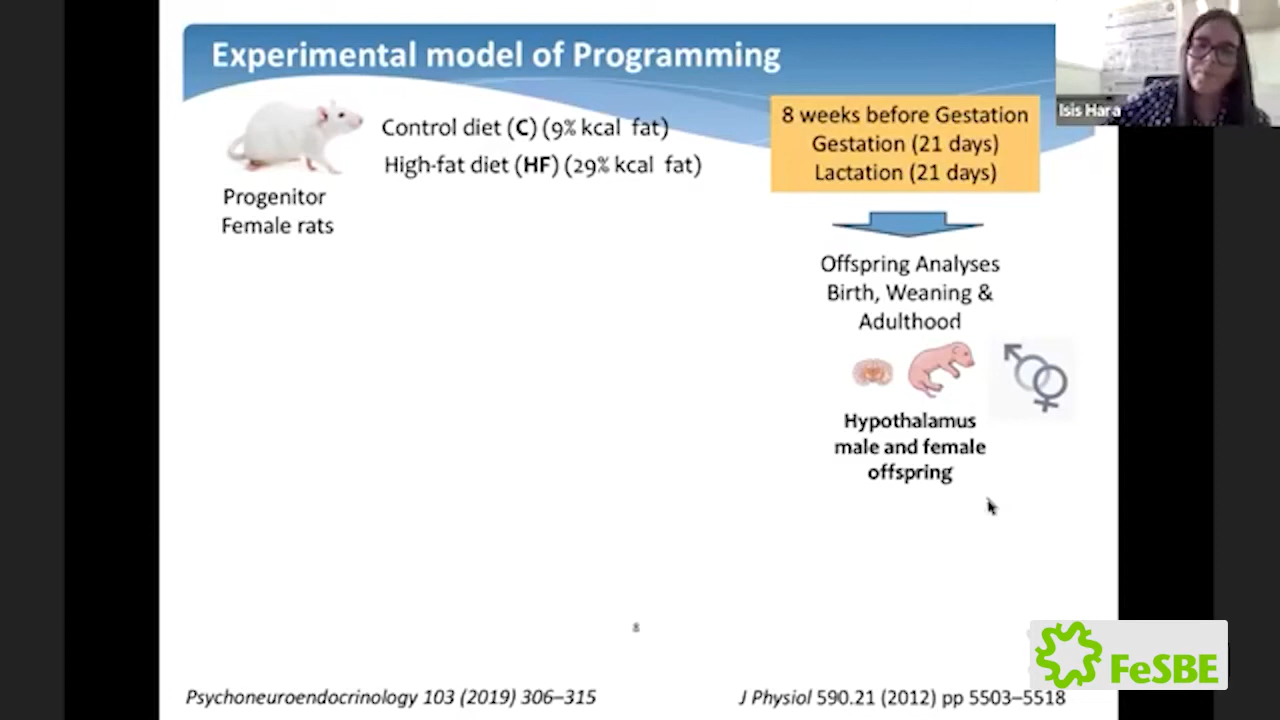 Experimental model of Programming
Isis Hara
Control diet (C) (9% kcal fat)
High-fat diet (HF) (29% kcal fat)
Progenitor
Female rats
8 weeks before Gestation
Gestation (21 days)
Lactation (21 days)
Offspring Analyses
Birth, Weaning &
Adulthood
Hypothalamus
male and female
offspring
8
FeSBE
Psychoneuroendocrinology 103 (2019) 306–315
J Physiol 590.21 (2012) pp 5503–5518